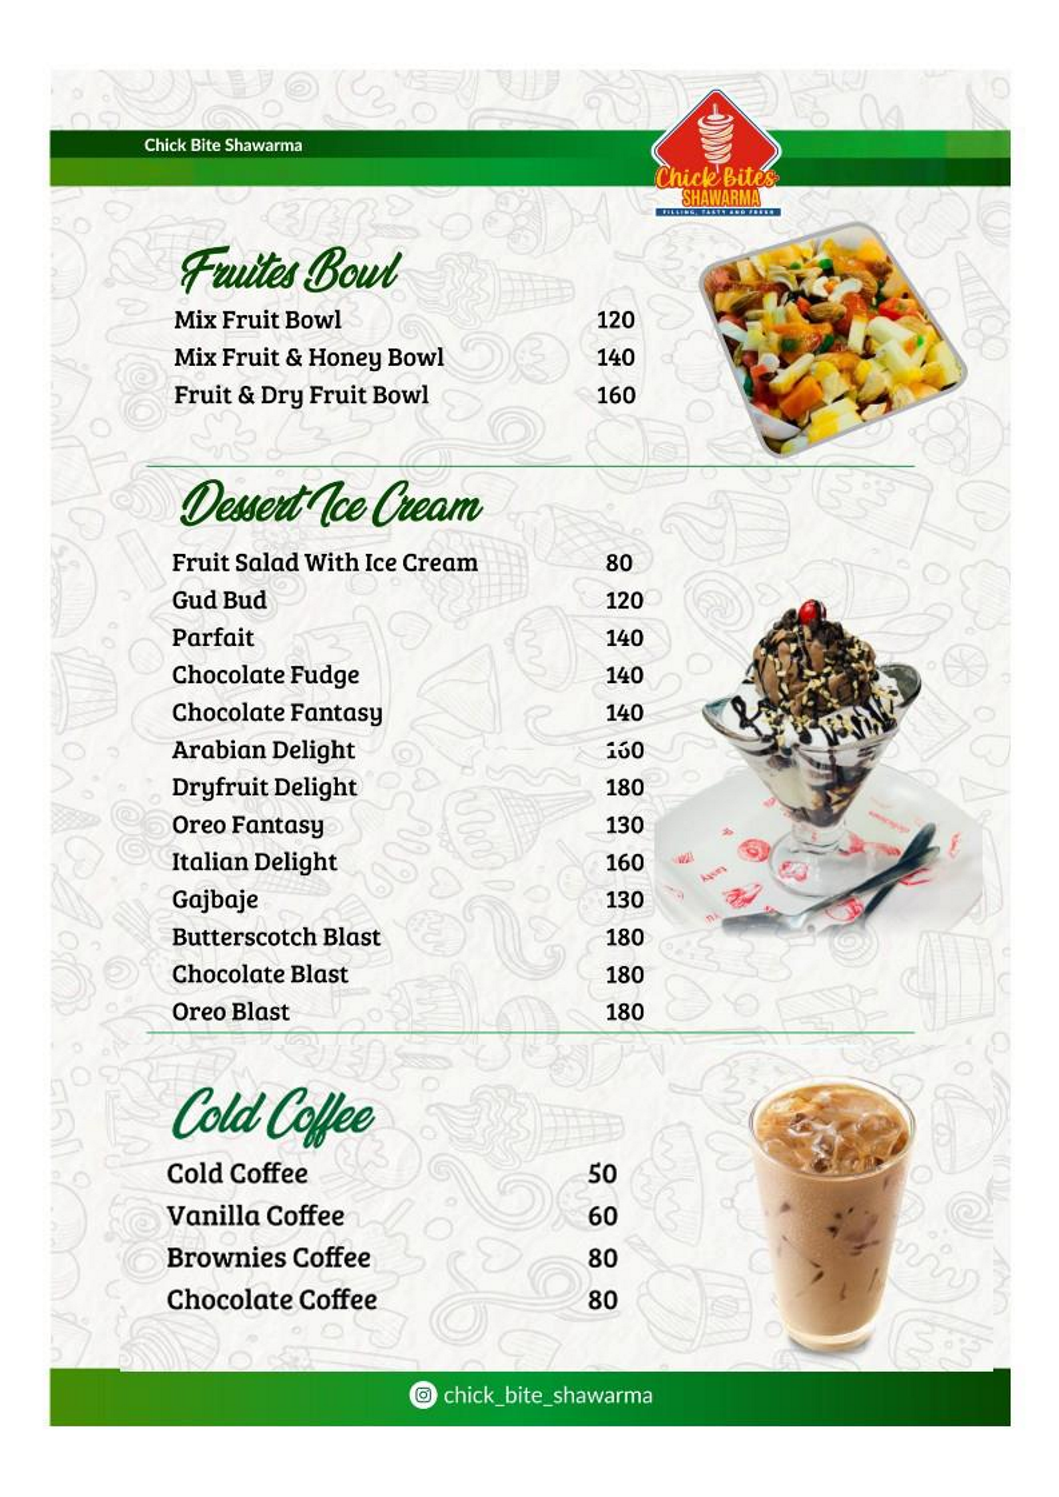 Chick Bite Shawarma
Chick Bites
SHAWARMA
FILLING, TASTY AND FRESH
Fruites Bowl
Mix Fruit Bowl 120
Mix Fruit & Honey Bowl 140
Fruit & Dry Fruit Bowl 160
Dessert Ice Cream
Fruit Salad With Ice Cream 80
Gud Bud 120
Parfait 140
Chocolate Fudge 140
Chocolate Fantasy 140
Arabian Delight
Dryfruit Delight 180
Oreo Fantasy 130
Italian Delight 160
Gajbaje 130
Butterscotch Blast 180
Chocolate Blast 180
Oreo Blast 180
Cold Coffee
Cold Coffee 50
Vanilla Coffee 60
Brownies Coffee 80
Chocolate Coffee 80
chick_bite_shawarma